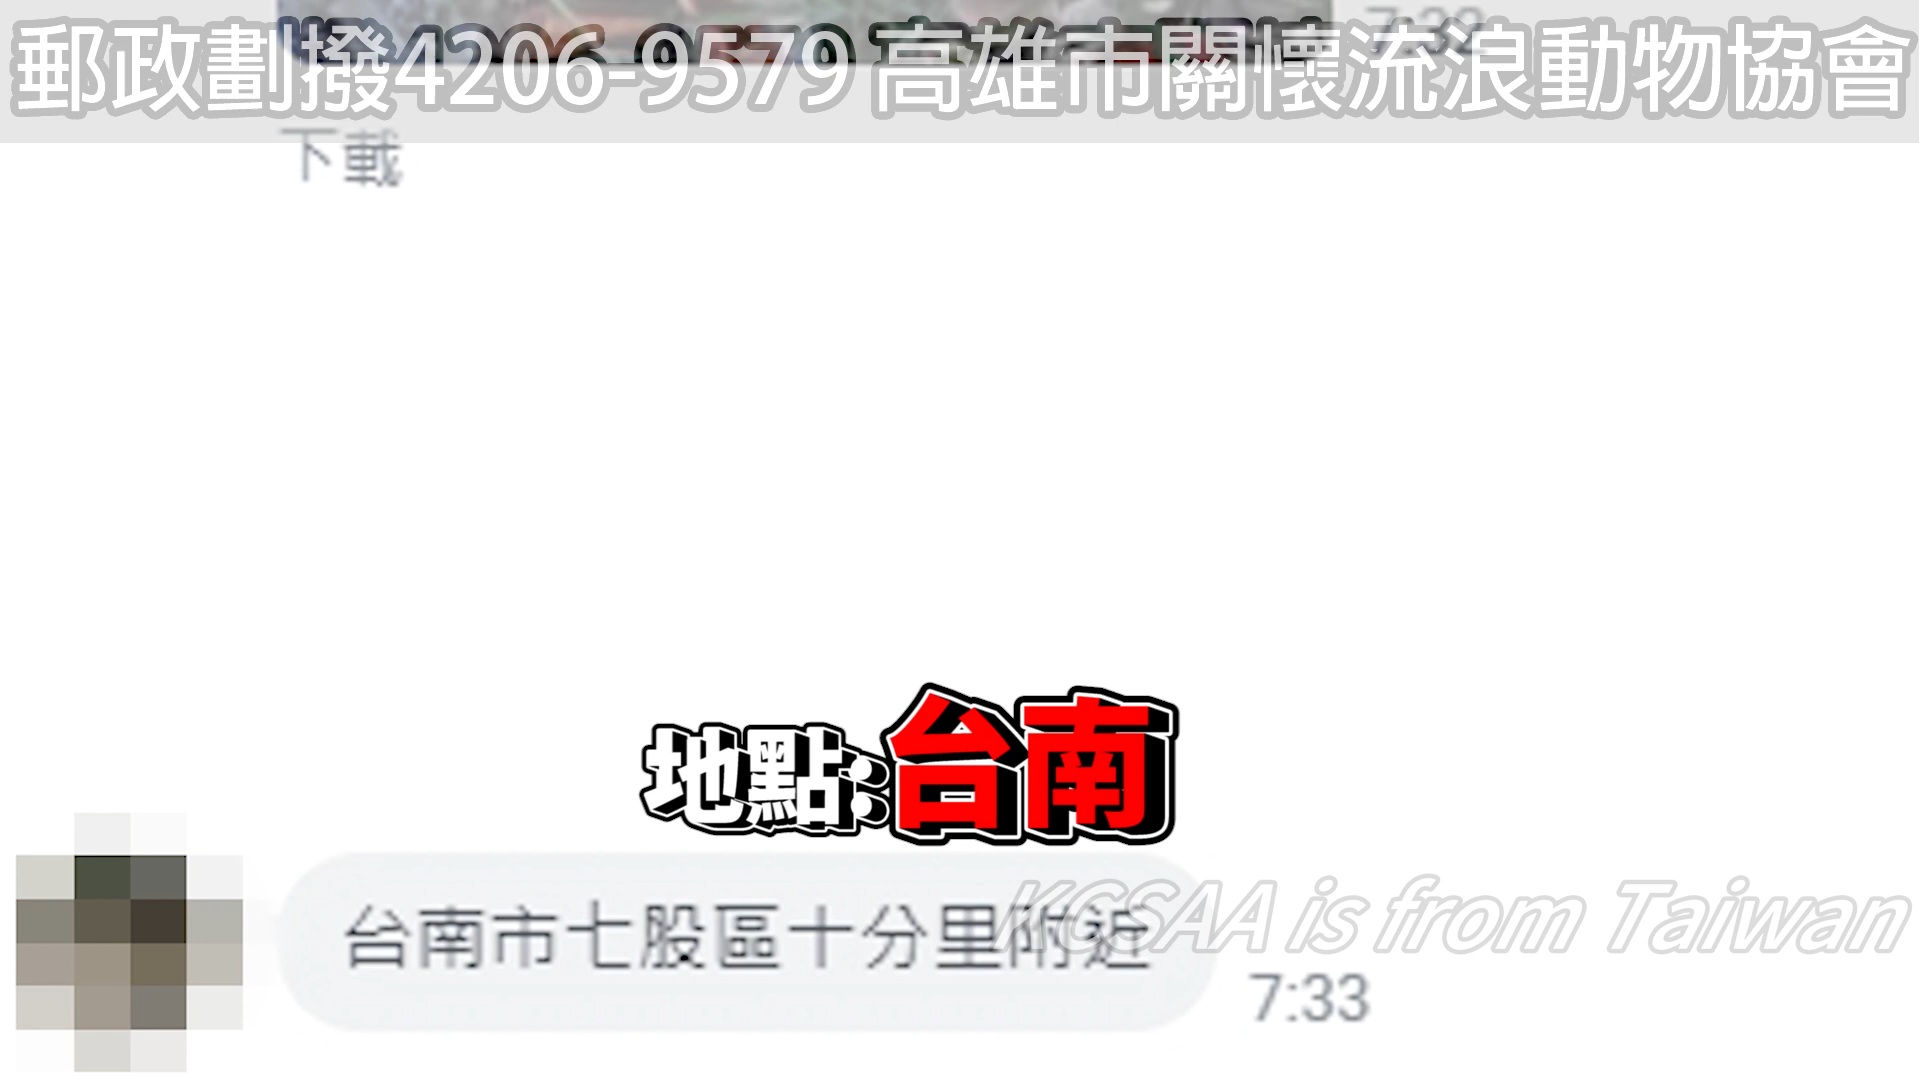 郵政劃撥4206-9579 高雄市關懷流浪動物協會
7:32
下載
地點:台南
台南市七股區十分里附近
KCSAA is from Taiwan
7:33